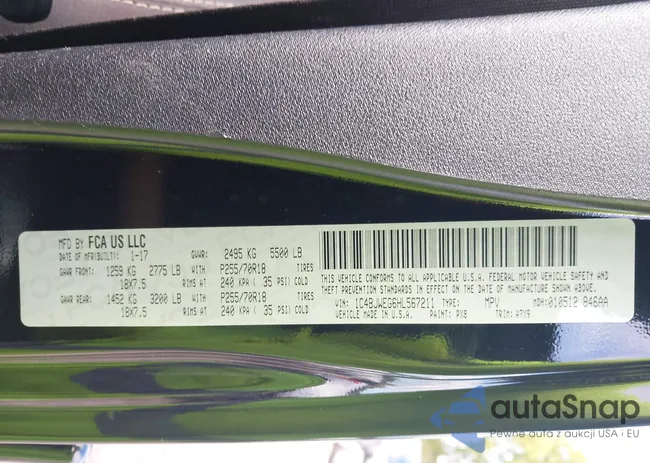 MFD BY FCA US LLC
DATE OF MFR(BUILT): 1-17 GVWR: 2495 KG 5500 LB
GAWR FRONT: 1259 KG 2775 LB WITH P255/70R18 TIRES
18X7.5 RIMS AT 240 KPA ( 35 PSI) COLD
GAWR REAR: 1452 KG 3200 LB WITH P255/70R18 TIRES
18X7.5 RIMS AT 240 KPA ( 35 PSI) COLD
THIS VEHICLE CONFORMS TO ALL APPLICABLE U.S.A. FEDERAL MOTOR VEHICLE SAFETY, BUMPER, AND
THEFT PREVENTION STANDARDS IN EFFECT ON THE DATE OF MANUFACTURE SHOWN ABOVE.
VIN: 1C4BJWEG6HL567211 TYPE: MPV MDH: 010512 846AA
VEHICLE MADE IN U.S.A. PAINT: PX8 TRIM: A7X9
autaSnap
Pewne auta z aukcji USA i EU